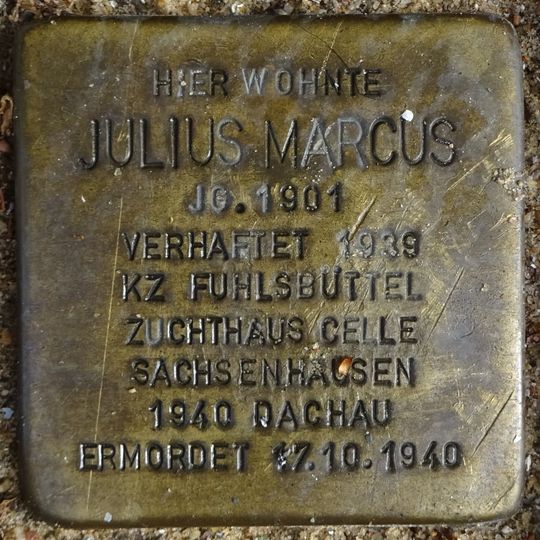 HIER WOHNTE
JULIUS MARCUS
JG. 1901
VERHAFTET 1939
KZ FUHLSBÜTTEL
ZUCHTHAUS CELLE
SACHSENHAUSEN
1940 DACHAU
ERMORDET 17.10.1940